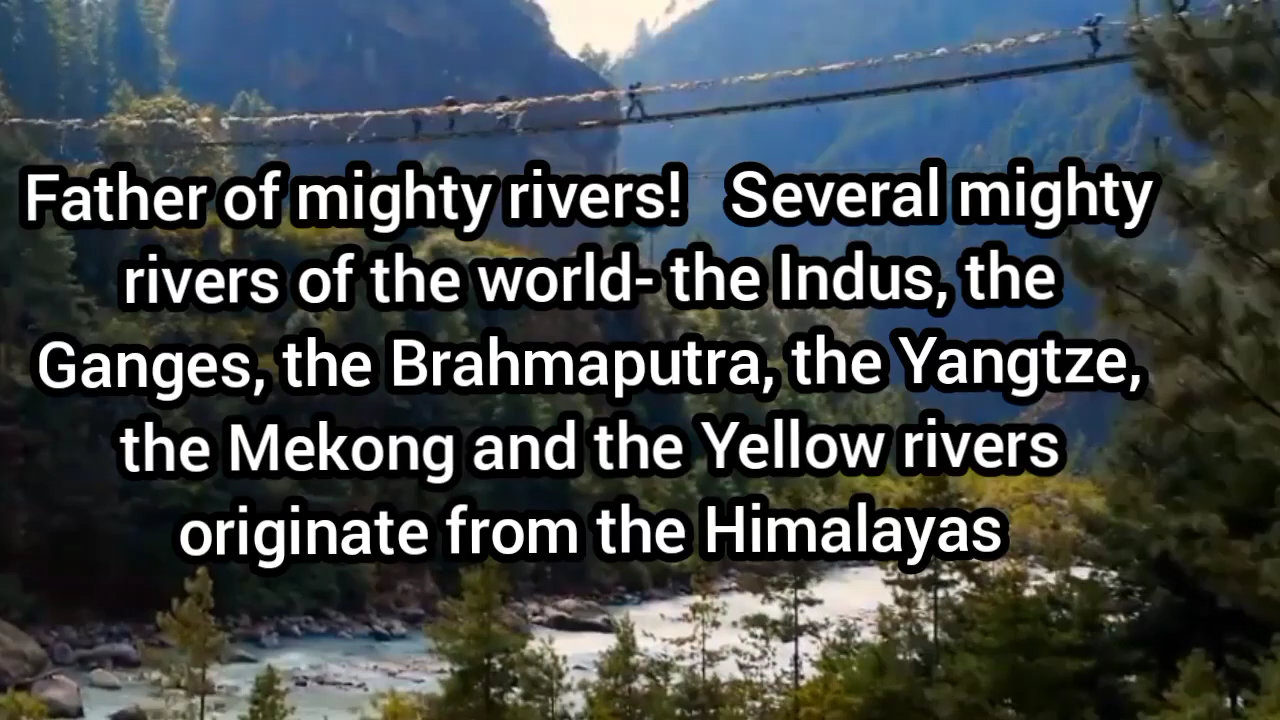 Father of mighty rivers! Several mighty
rivers of the world- the Indus, the
Ganges, the Brahmaputra, the Yangtze,
the Mekong and the Yellow rivers
originate from the Himalayas